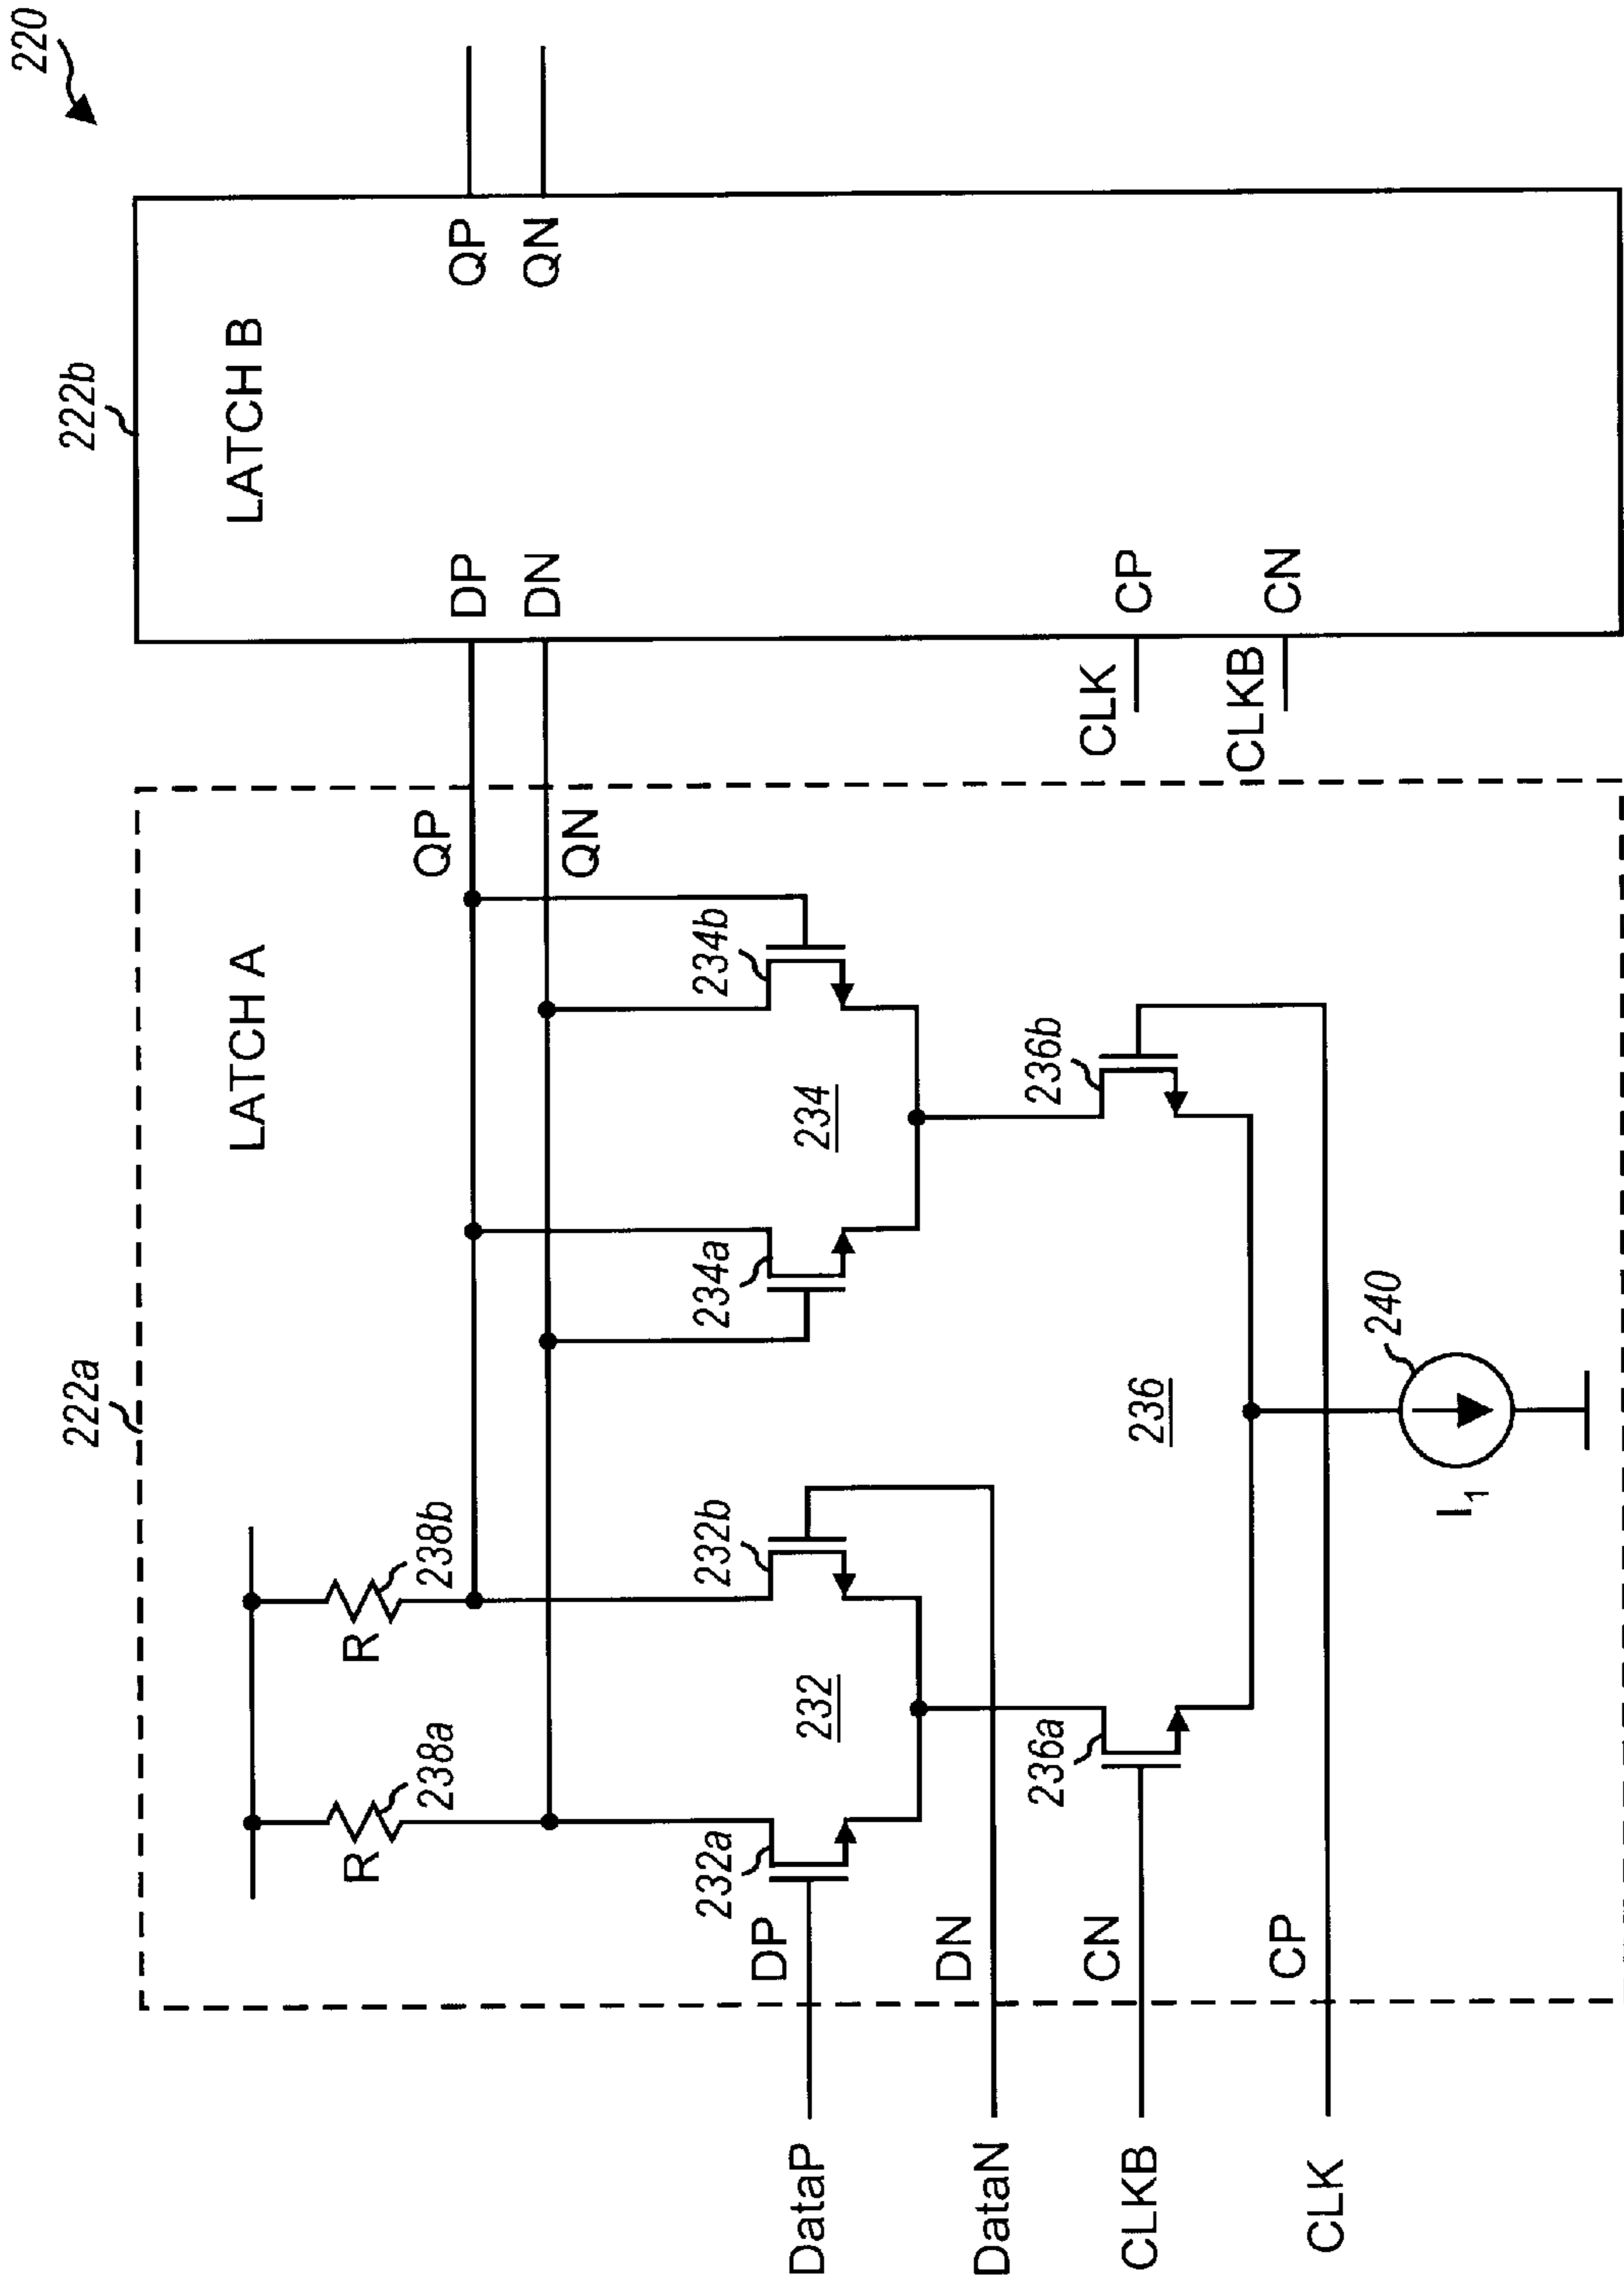 220
222a
222b
LATCH A
LATCH B
R
238a
R
238b
QP
QN
DP
DN
QP
QN
232a
232
232b
234a
234
234b
DataP
DP
DataN
DN
CLKB
CN
CLK
CP
236a
236
236b
I1
240
CLK
CP
CLKB
CN